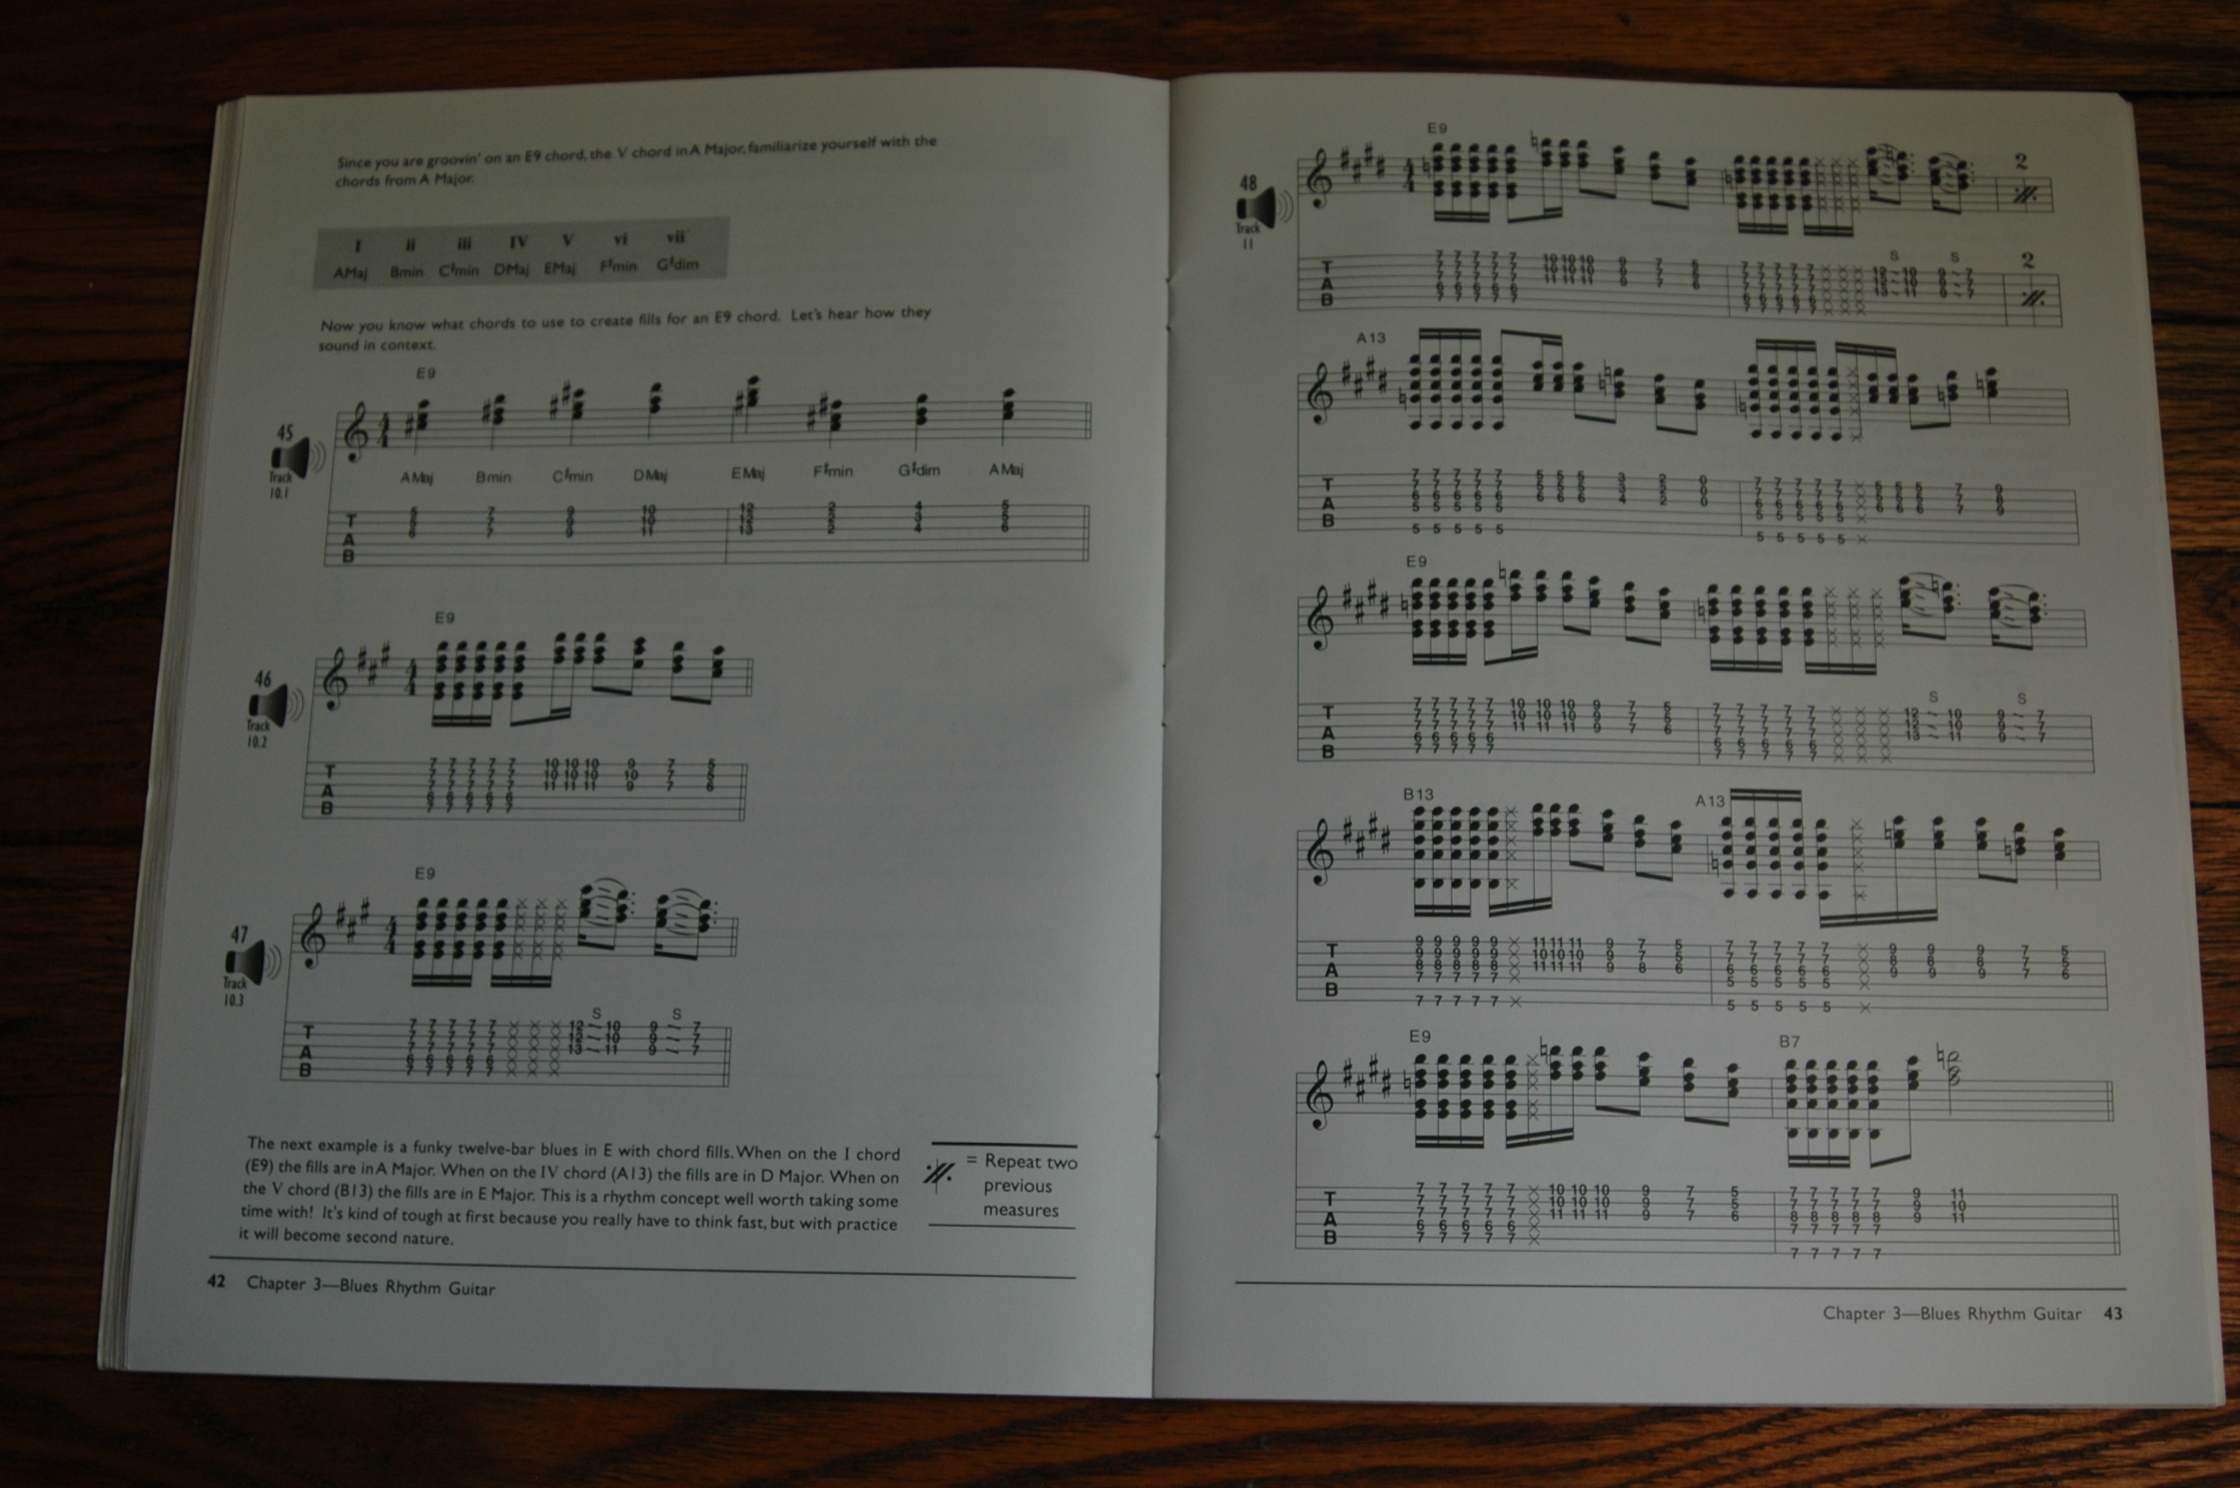 Since you are groovin' on an E9 chord, the V chord in A Major, familiarize yourself with the
chords from A Major.
I ii iii IV V vi vii°
AMaj Bmin C♯min DMaj EMaj F♯min G♯dim
Now you know what chords to use to create fills for an E9 chord. Let's hear how they
sound in context.
E9
45
Track
10.1
AMaj Bmin C♯min DMaj EMaj F♯min G♯dim AMaj
T
A
B
E9
46
Track
10.2
T
A
B
E9
47
Track
10.3
S S
T
A
B
The next example is a funky twelve-bar blues in E with chord fills. When on the I chord
(E9) the fills are in A Major. When on the IV chord (A13) the fills are in D Major. When on
the V chord (B13) the fills are in E Major. This is a rhythm concept well worth taking some
time with! It's kind of tough at first because you really have to think fast, but with practice
it will become second nature.
= Repeat two
previous
measures
42 Chapter 3—Blues Rhythm Guitar
E9
48
Track
11
2
S S 2
T
A
B
A13
T
A
B
E9
S S
T
A
B
B13 A13
T
A
B
E9 B7
T
A
B
Chapter 3—Blues Rhythm Guitar 43